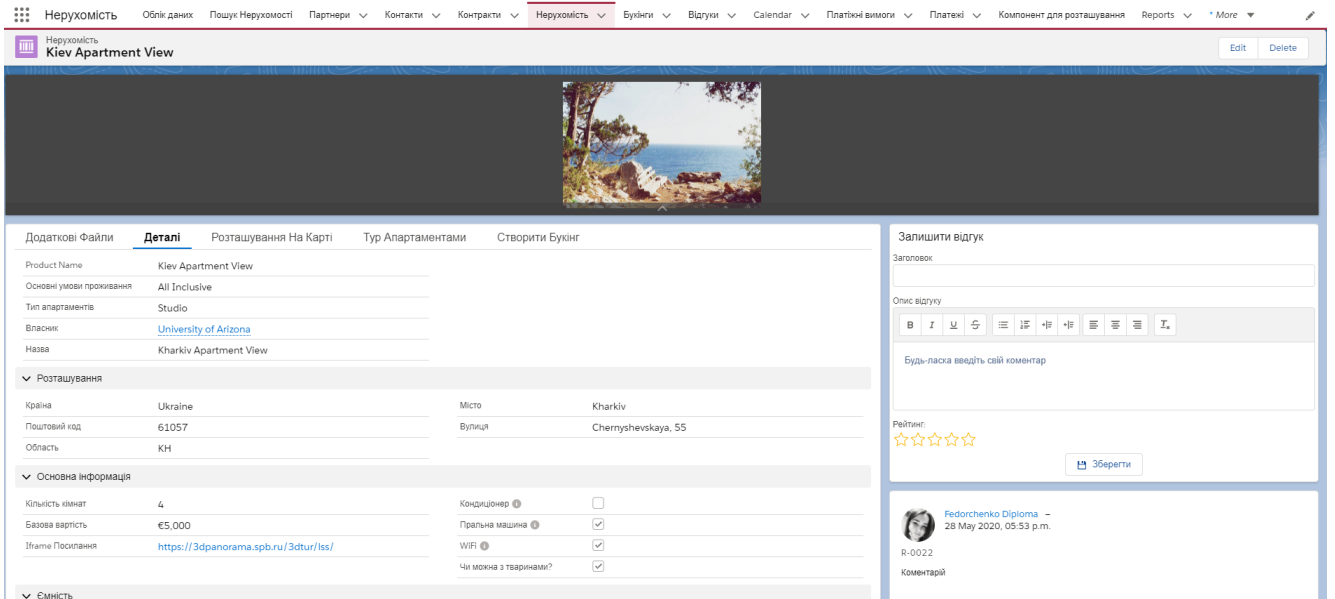 Нерухомість Облік даних Пошук Нерухомості Партнери Контакти Контракти Нерухомість Букінги Відгуки Calendar Платіжні вимоги Платежі Компонент для розташування Reports * More
Нерухомість
Kiev Apartment View
Edit Delete
Додаткові Файли Деталі Розташування На Карті Тур Апартаментами Створити Букінг
Product Name Kiev Apartment View
Основні умови проживання All Inclusive
Тип апартаментів Studio
Власник University of Arizona
Назва Kharkiv Apartment View
Розташування
Країна Ukraine Місто Kharkiv
Поштовий код 61057 Вулиця Chernyshevskaya, 55
Область KH
Основна інформація
Кількість кімнат 4 Кондиціонер
Базова вартість €5,000 Пральна машина
Iframe Посилання https://3dpanorama.spb.ru/3dtur/lss/ WiFi
Чи можна з тваринами?
Ємність
Залишити відгук
Заголовок
Опис відгуку
B I U S
Будь-ласка введіть свій коментар
Рейтинг:
Зберегти
Fedorchenko Diploma –
28 May 2020, 05:53 p.m.
R-0022
Коментарій